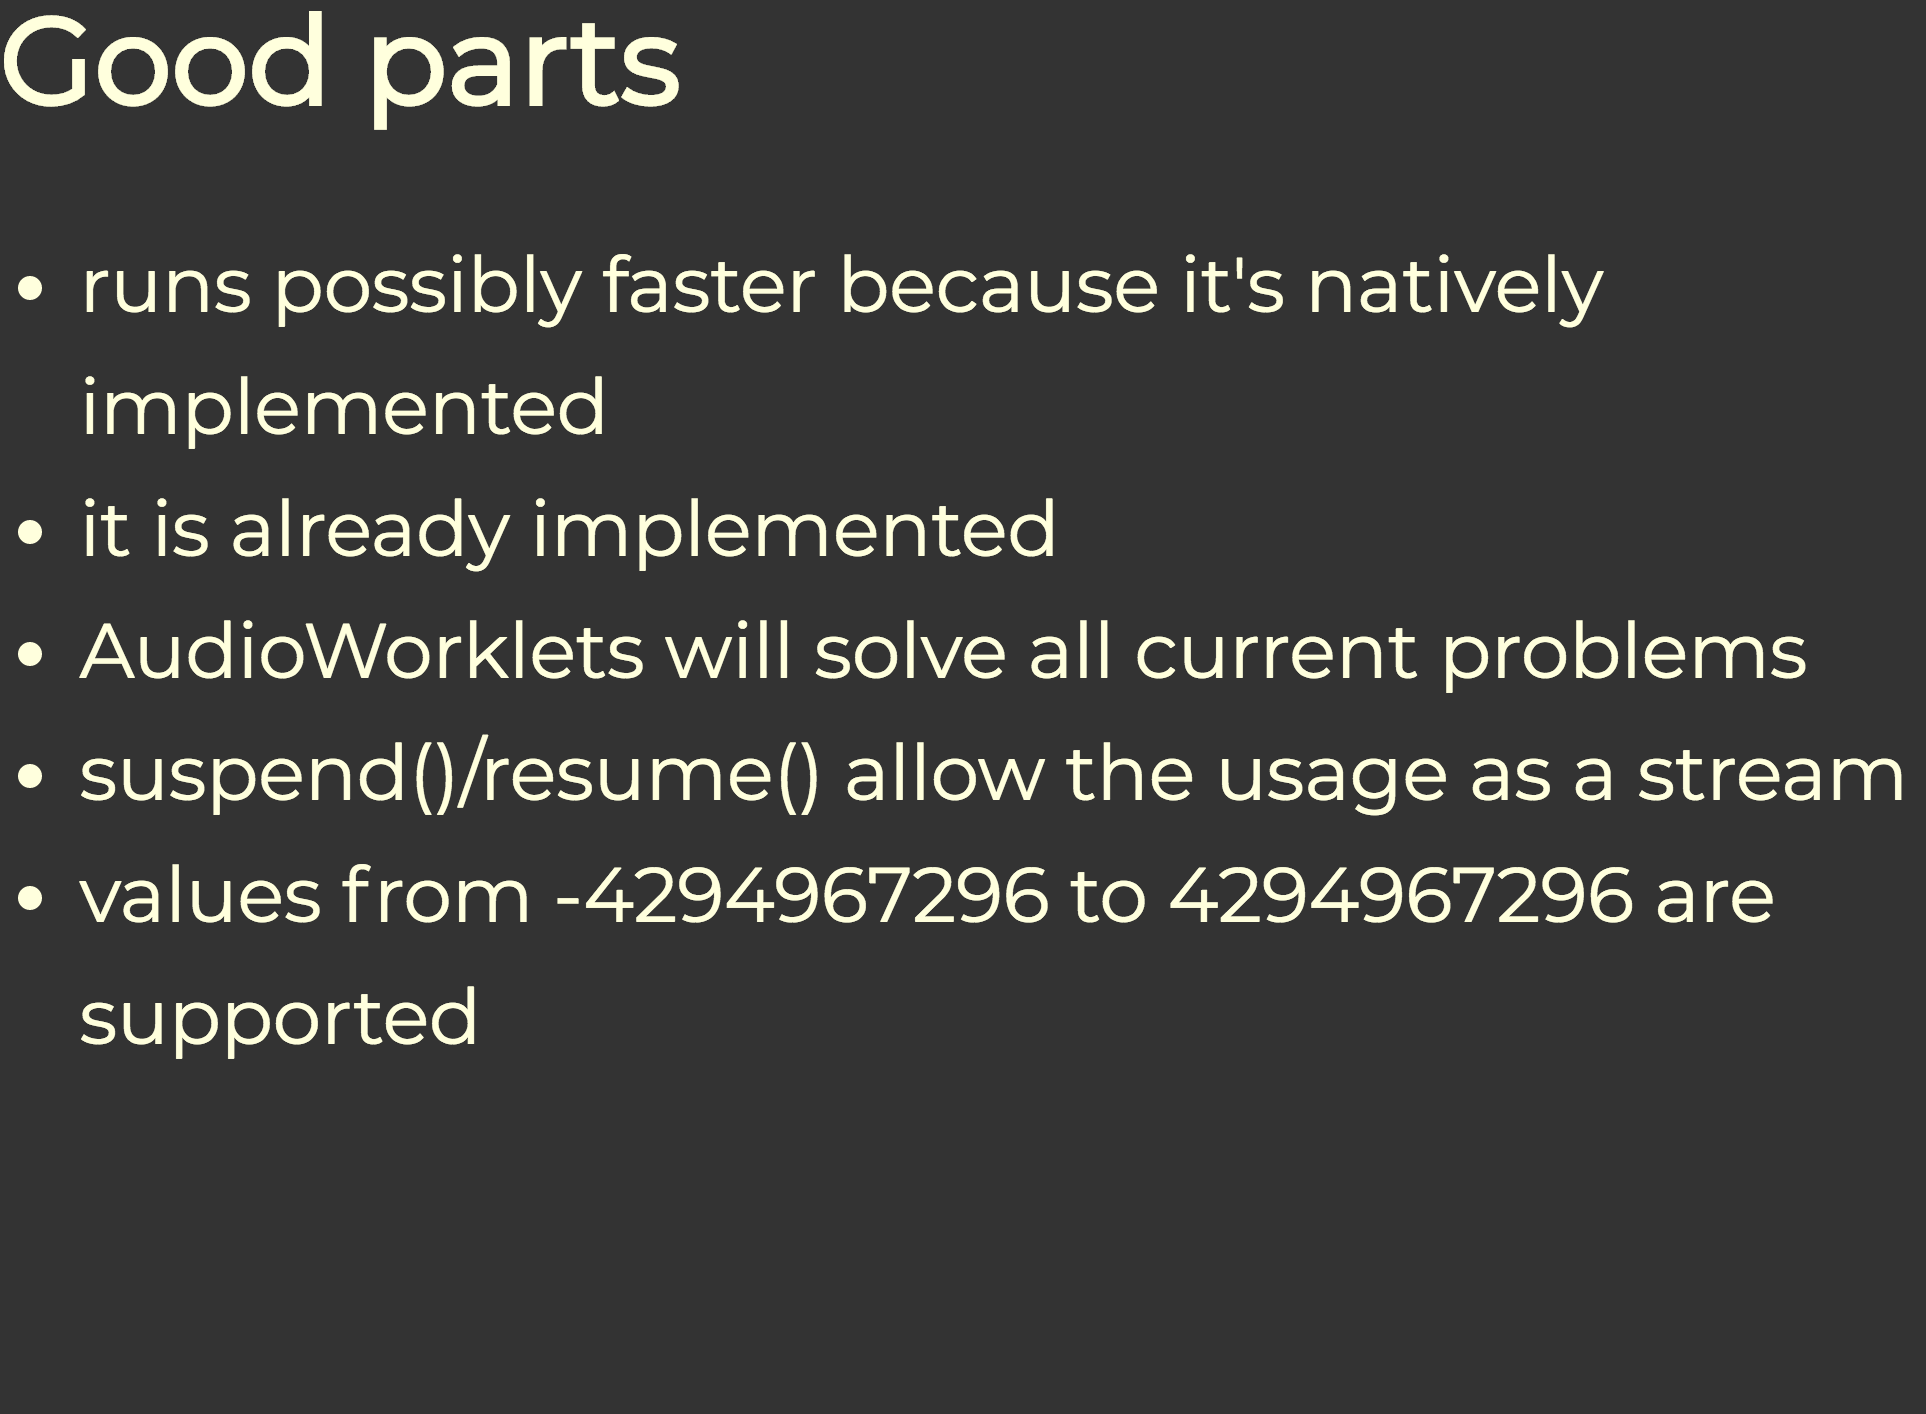 Good parts
• runs possibly faster because it's natively
implemented
• it is already implemented
• AudioWorklets will solve all current problems
• suspend()/resume() allow the usage as a stream
• values from -4294967296 to 4294967296 are
supported